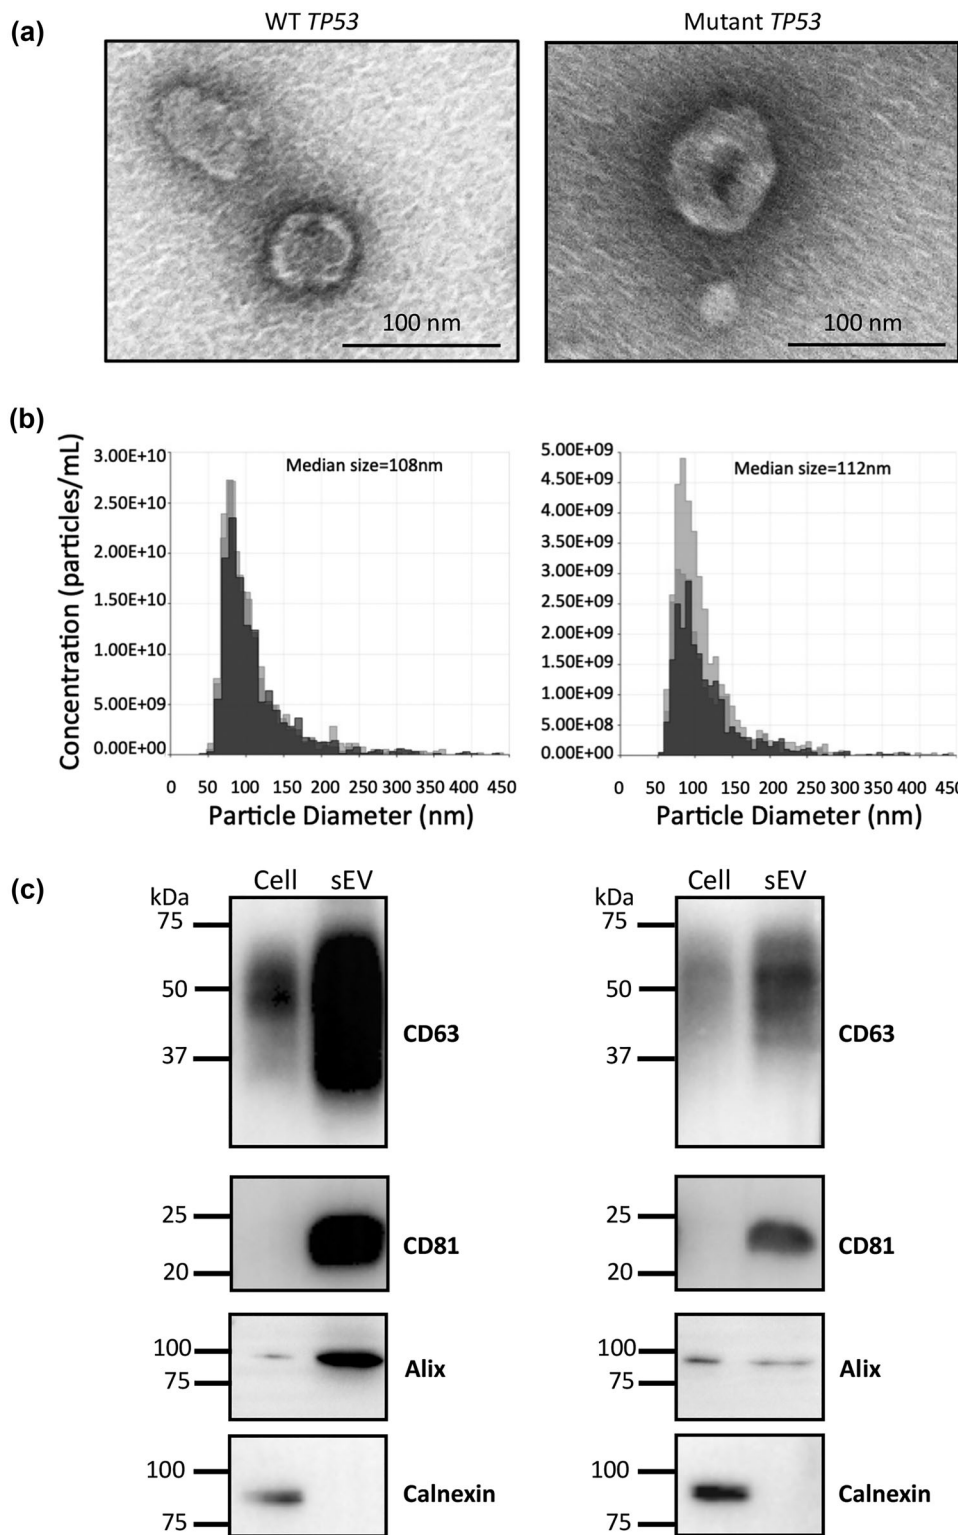 (a)
WT TP53
Mutant TP53
100 nm
100 nm
(b)
Concentration (particles/mL)
3.00E+10
2.50E+10
2.00E+10
1.50E+10
1.00E+10
5.00E+09
0.00E+00
Median size=108nm
0 50 100 150 200 250 300 350 400 450
Particle Diameter (nm)
5.00E+09
4.00E+09
3.50E+09
3.00E+09
2.50E+09
2.00E+09
1.50E+09
1.00E+09
5.00E+08
0.00E+00
Median size=112nm
0 50 100 150 200 250 300 350 400 450
Particle Diameter (nm)
(c)
kDa
Cell sEV
75
50
37
CD63
25
20
CD81
100
75
Alix
100
75
Calnexin
kDa
Cell sEV
75
50
37
CD63
25
20
CD81
100
75
Alix
100
75
Calnexin